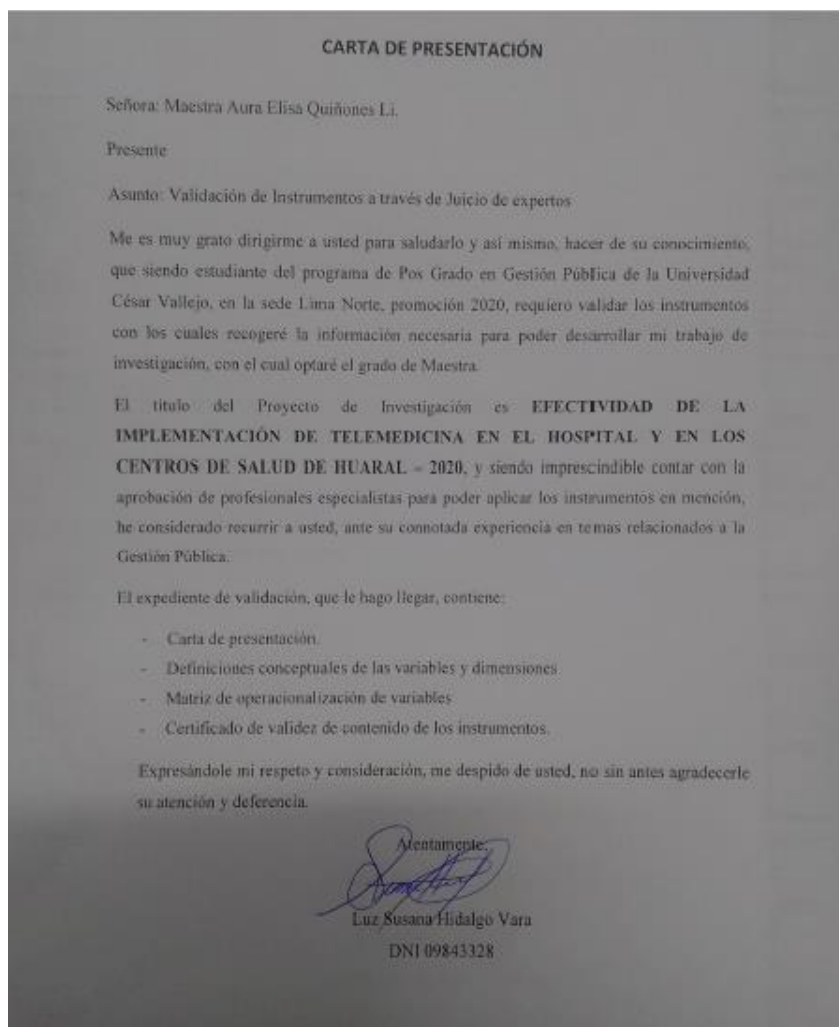 CARTA DE PRESENTACIÓN
Señora: Maestra Aura Elisa Quiñones Li.
Presente
Asunto: Validación de Instrumentos a través de Juicio de expertos
Me es muy grato dirigirme a usted para saludarlo y así mismo, hacer de su conocimiento,
que siendo estudiante del programa de Pos Grado en Gestión Pública de la Universidad
César Vallejo, en la sede Lima Norte, promoción 2020, requiero validar los instrumentos
con los cuales recogeré la información necesaria para poder desarrollar mi trabajo de
investigación, con el cual optaré el grado de Maestra.
El titulo del Proyecto de Investigación es EFECTIVIDAD DE LA
IMPLEMENTACIÓN DE TELEMEDICINA EN EL HOSPITAL Y EN LOS
CENTROS DE SALUD DE HUARAL – 2020, y siendo imprescindible contar con la
aprobación de profesionales especialistas para poder aplicar los instrumentos en mención,
he considerado recurrir a usted, ante su connotada experiencia en temas relacionados a la
Gestión Pública.
El expediente de validación, que le hago llegar, contiene:
- Carta de presentación.
- Definiciones conceptuales de las variables y dimensiones
- Matriz de operacionalización de variables
- Certificado de validez de contenido de los instrumentos.
Expresándole mi respeto y consideración, me despido de usted, no sin antes agradecerle
su atención y deferencia.
Atentamente.
Luz Susana Hidalgo Vara
DNI 09843328